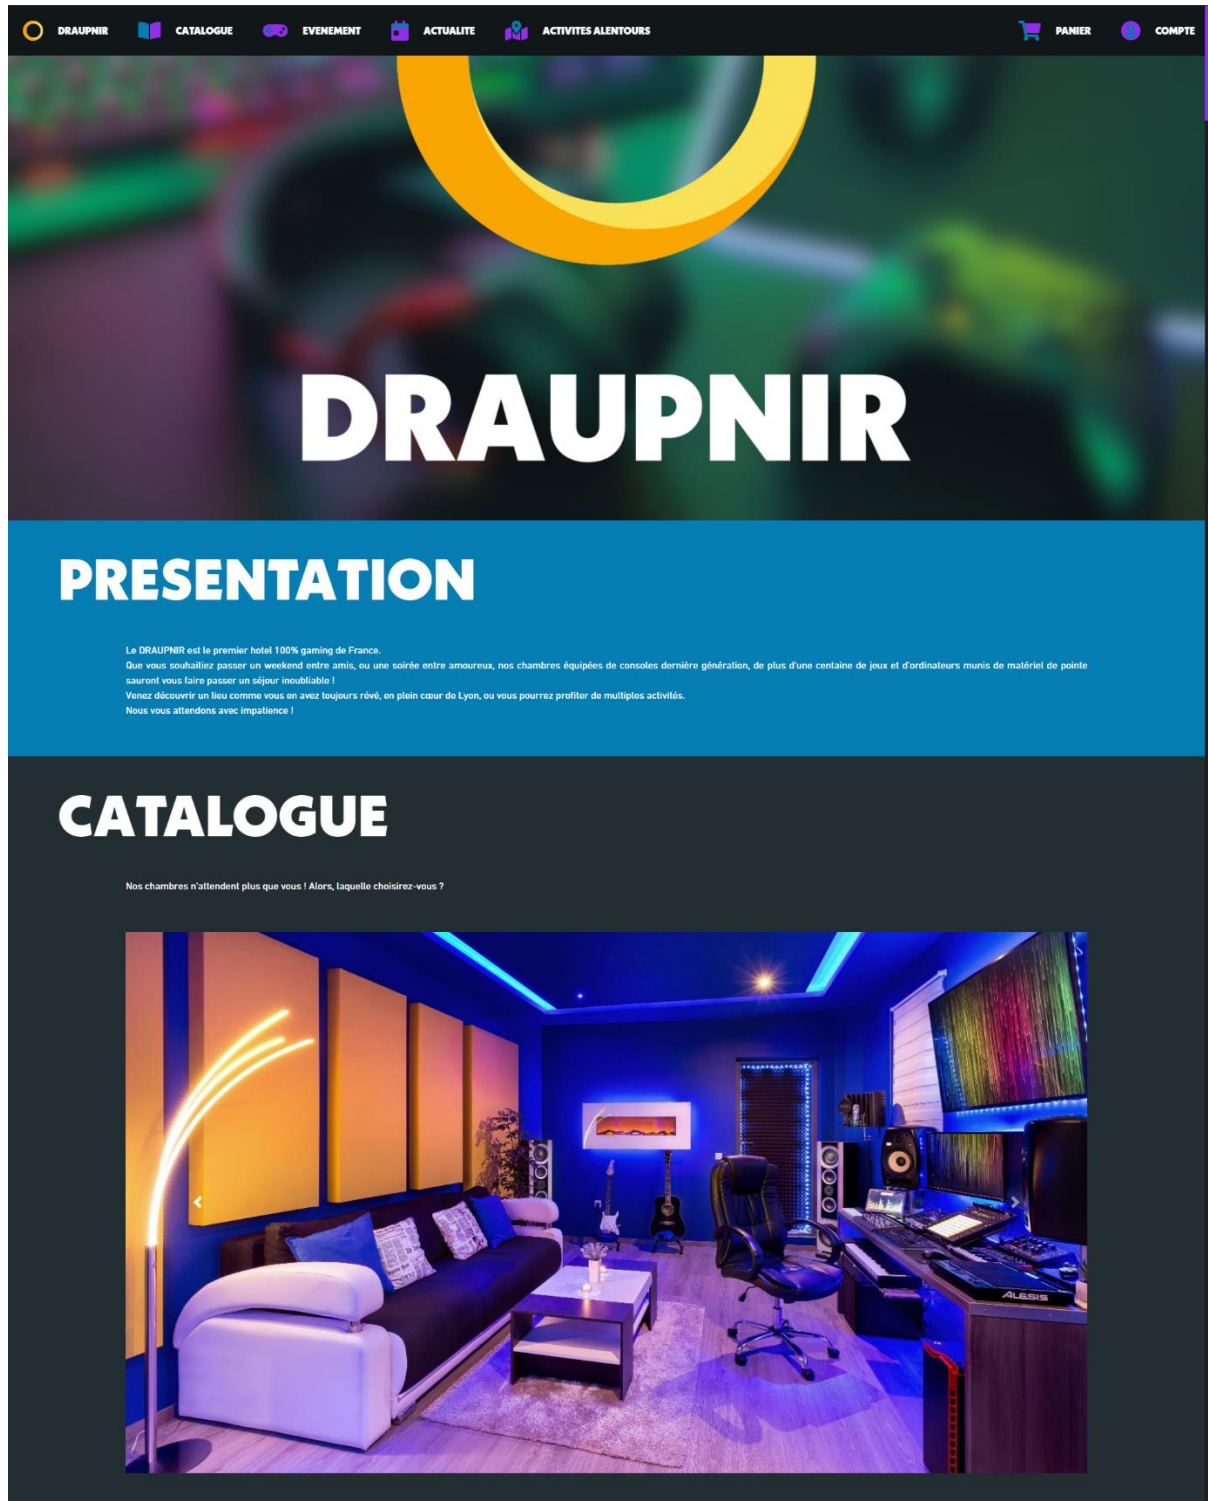 DRAUPNIR CATALOGUE EVENEMENT ACTUALITE ACTIVITES ALENTOURS PANIER COMPTE
DRAUPNIR
PRESENTATION
Le DRAUPNIR est le premier hotel 100% gaming de France.
Que vous souhailiez passer un weekend entre amis, ou une soirée entre amoureux, nos chambres équipées de consoles dernière génération, de plus d'une centaine de jeux et d'ordinateurs munis de matériel de pointe
sauront vous faire passer un séjour inoubliable !
Venez découvrir un lieu comme vous en avez toujours révé, en plein cœur de Lyon, ou vous pourrez profiter de multiples activités.
Nous vous attendons avec impatience !
CATALOGUE
Nos chambres n'attendent plus que vous ! Alors, laquelle choisirez-vous ?
ALESIS